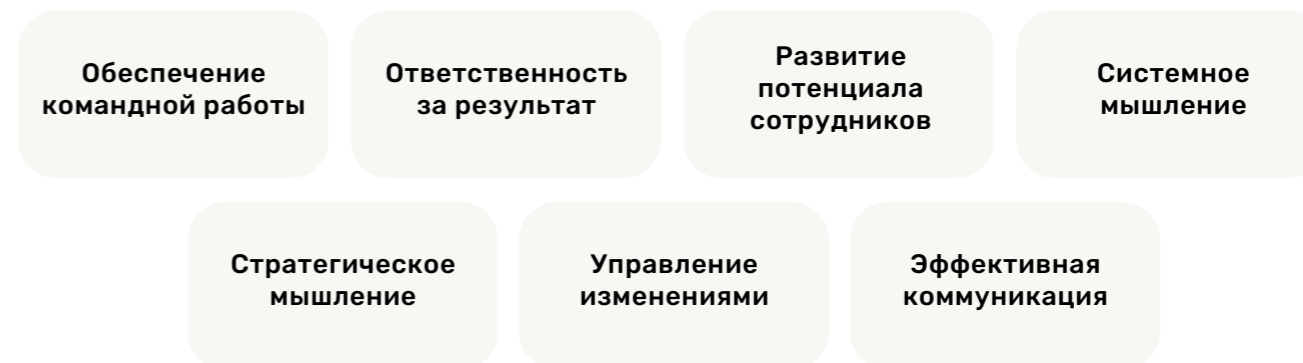 Обеспечение
командной работы
Ответственность
за результат
Развитие
потенциала
сотрудников
Системное
мышление
Стратегическое
мышление
Управление
изменениями
Эффективная
коммуникация